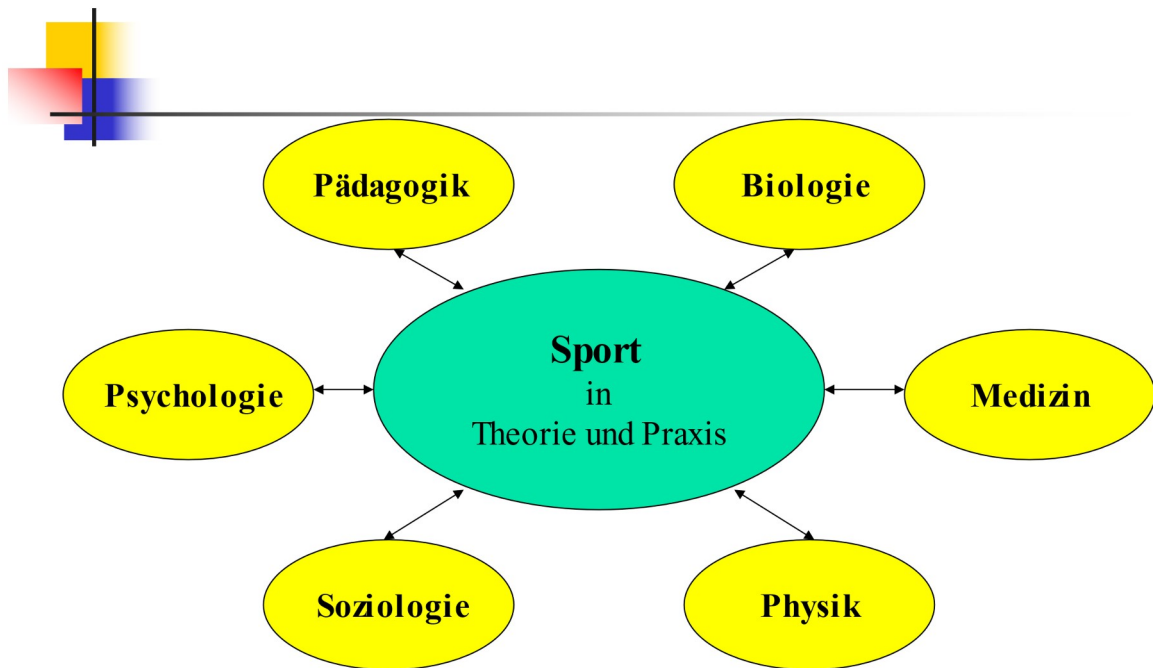 Pädagogik
Biologie
Sport
in
Theorie und Praxis
Psychologie
Medizin
Soziologie
Physik